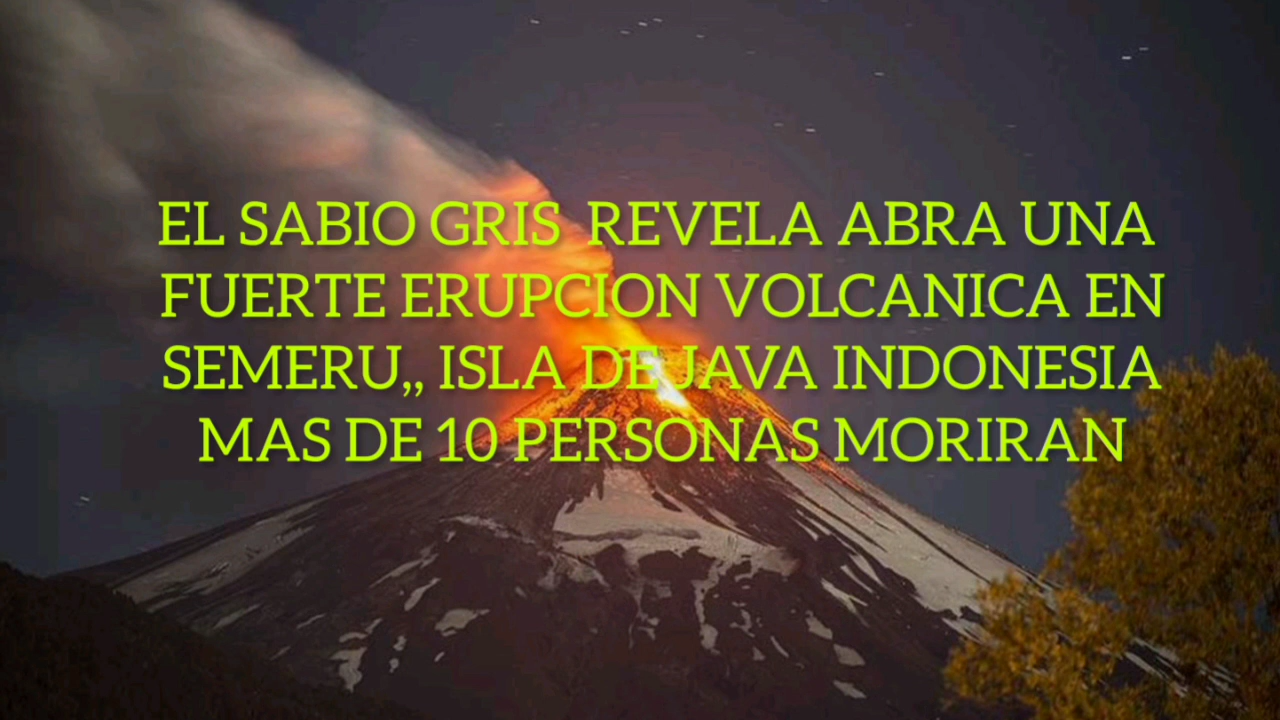 EL SABIO GRIS REVELA ABRA UNA
FUERTE ERUPCION VOLCANICA EN
SEMERU,, ISLA DE JAVA INDONESIA
MAS DE 10 PERSONAS MORIRAN